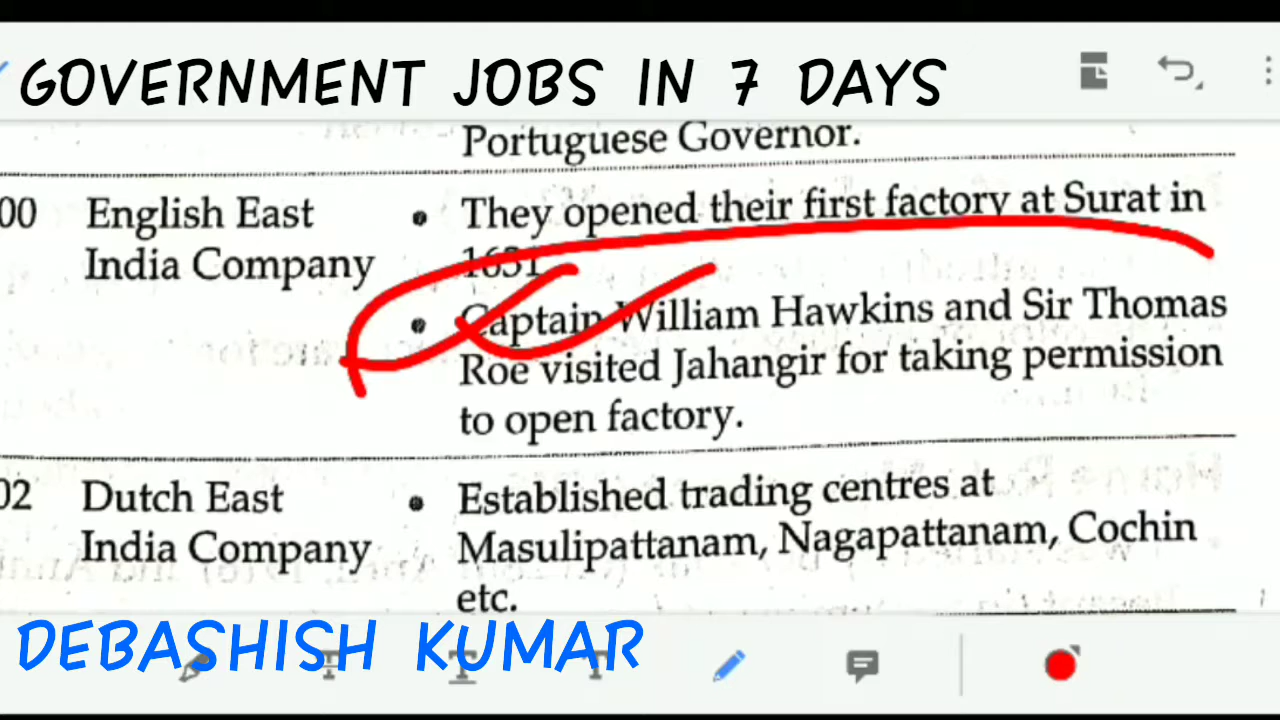 GOVERNMENT JOBS IN 7 DAYS
Portuguese Governor.
00 English East • They opened their first factory at Surat in
India Company 1651
• Captain William Hawkins and Sir Thomas
Roe visited Jahangir for taking permission
to open factory.
02 Dutch East • Established trading centres at
India Company Masulipattanam, Nagapattanam, Cochin
etc.
DEBASHISH KUMAR